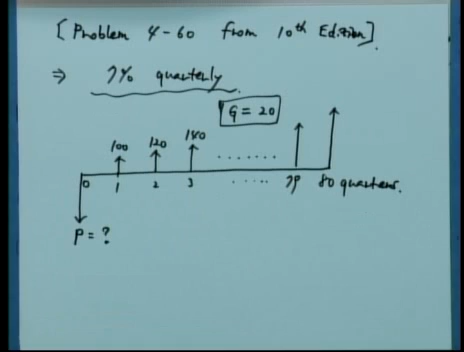 [Problem 4-60 from 10th Edition].
⇒ 7% quarterly
G = 20
100 120 140
0 1 2 3 ..... 79 80 quarters.
P = ?